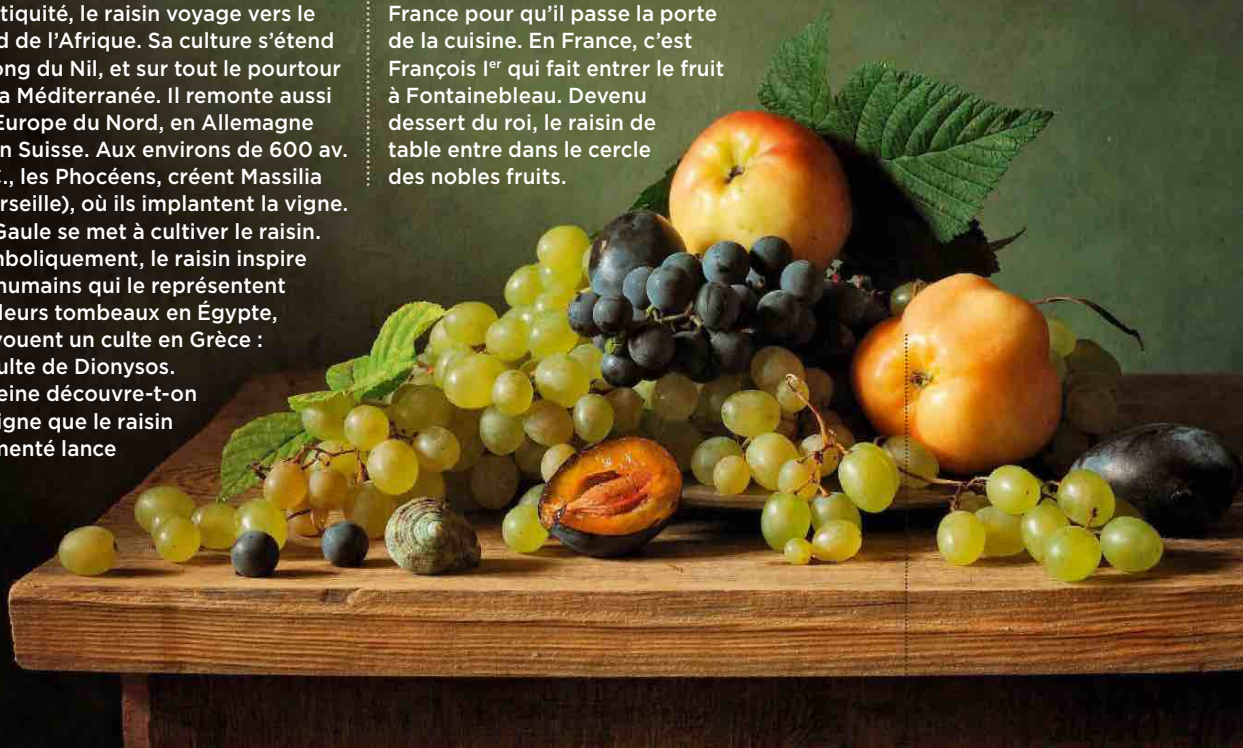 tiquité, le raisin voyage vers le
d de l’Afrique. Sa culture s’étend
ong du Nil, et sur tout le pourtour
a Méditerranée. Il remonte aussi
Europe du Nord, en Allemagne
n Suisse. Aux environs de 600 av.
., les Phocéens, créent Massilia
rseille), où ils implantent la vigne.
Gaule se met à cultiver le raisin.
mboliquement, le raisin inspire
humains qui le représentent
leurs tombeaux en Égypte,
vouent un culte en Grèce :
ulte de Dionysos.
eine découvre-t-on
igne que le raisin
menté lance
France pour qu’il passe la porte
de la cuisine. En France, c’est
François Ier qui fait entrer le fruit
à Fontainebleau. Devenu
dessert du roi, le raisin de
table entre dans le cercle
des nobles fruits.